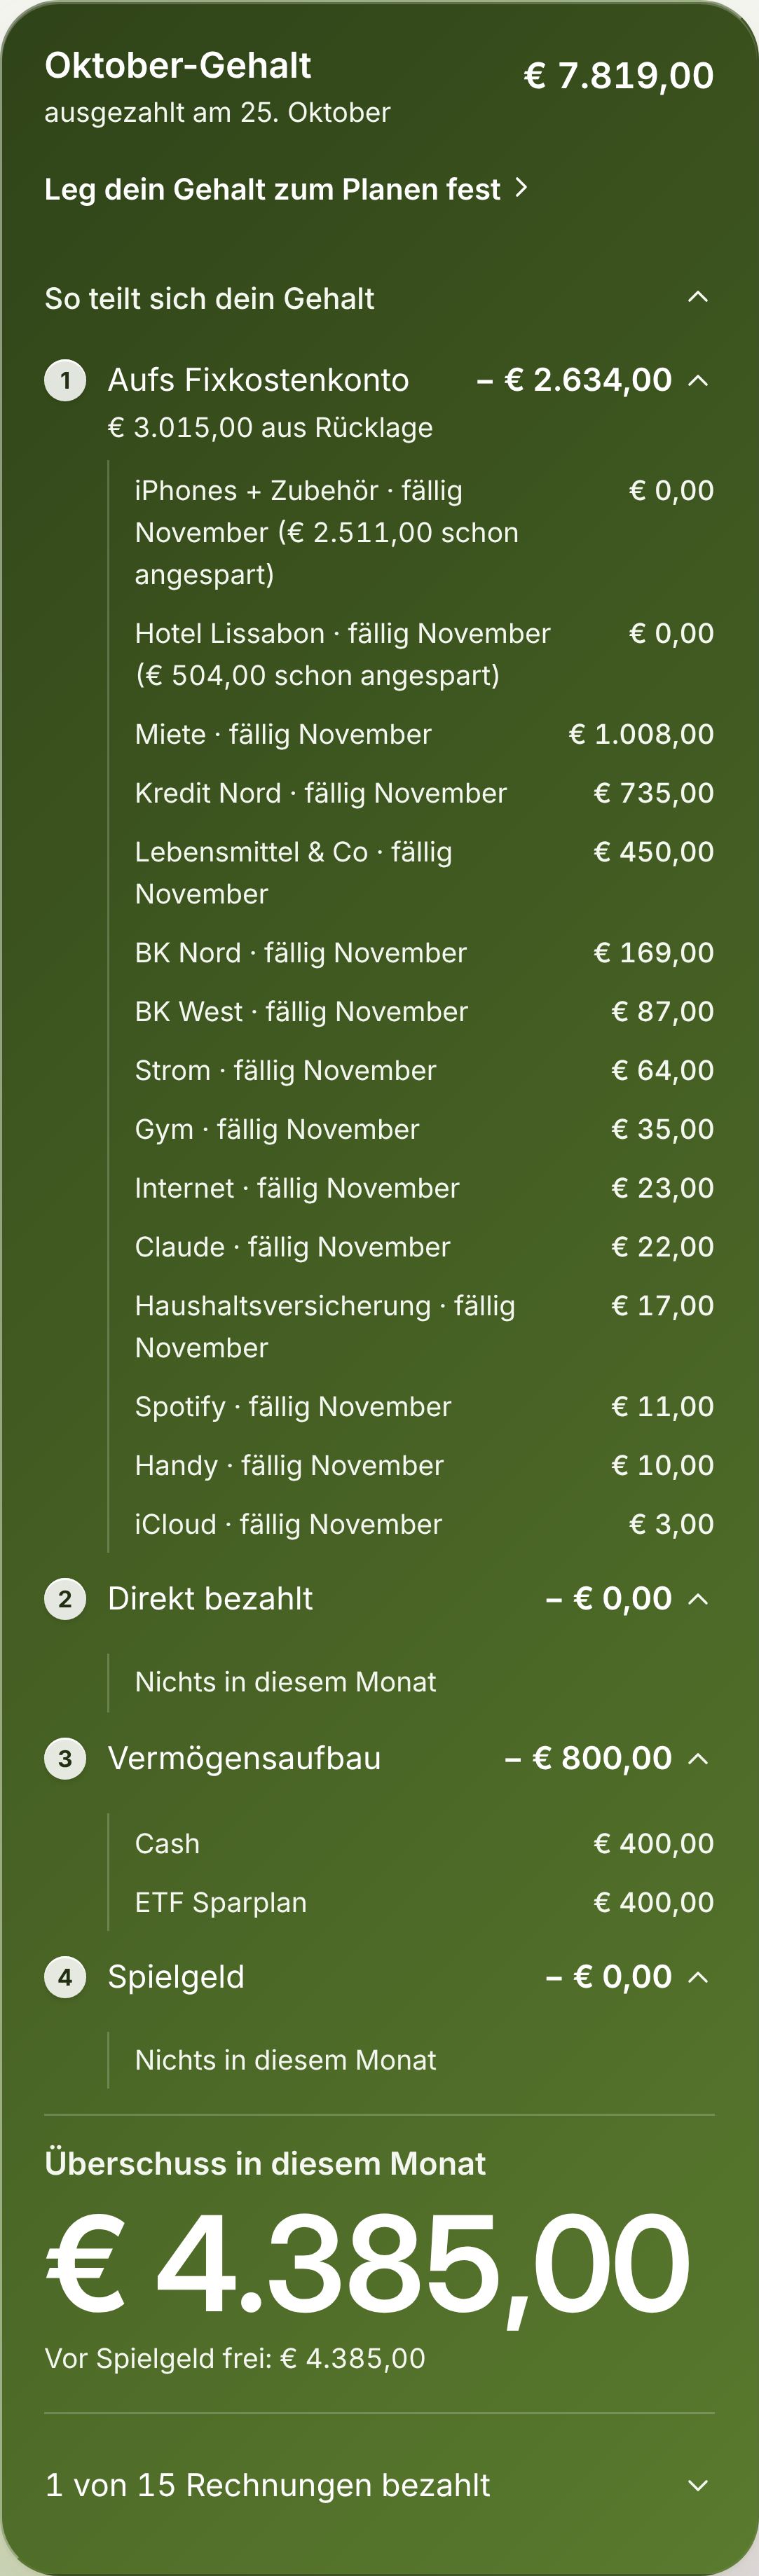 Oktober-Gehalt
€ 7.819,00
ausgezahlt am 25. Oktober
Leg dein Gehalt zum Planen fest
So teilt sich dein Gehalt
1 Aufs Fixkostenkonto – € 2.634,00
€ 3.015,00 aus Rücklage
iPhones + Zubehör · fällig € 0,00
November (€ 2.511,00 schon
angespart)
Hotel Lissabon · fällig November € 0,00
(€ 504,00 schon angespart)
Miete · fällig November € 1.008,00
Kredit Nord · fällig November € 735,00
Lebensmittel & Co · fällig € 450,00
November
BK Nord · fällig November € 169,00
BK West · fällig November € 87,00
Strom · fällig November € 64,00
Gym · fällig November € 35,00
Internet · fällig November € 23,00
Claude · fällig November € 22,00
Haushaltsversicherung · fällig € 17,00
November
Spotify · fällig November € 11,00
Handy · fällig November € 10,00
iCloud · fällig November € 3,00
2 Direkt bezahlt – € 0,00
Nichts in diesem Monat
3 Vermögensaufbau – € 800,00
Cash € 400,00
ETF Sparplan € 400,00
4 Spielgeld – € 0,00
Nichts in diesem Monat
Überschuss in diesem Monat
€ 4.385,00
Vor Spielgeld frei: € 4.385,00
1 von 15 Rechnungen bezahlt